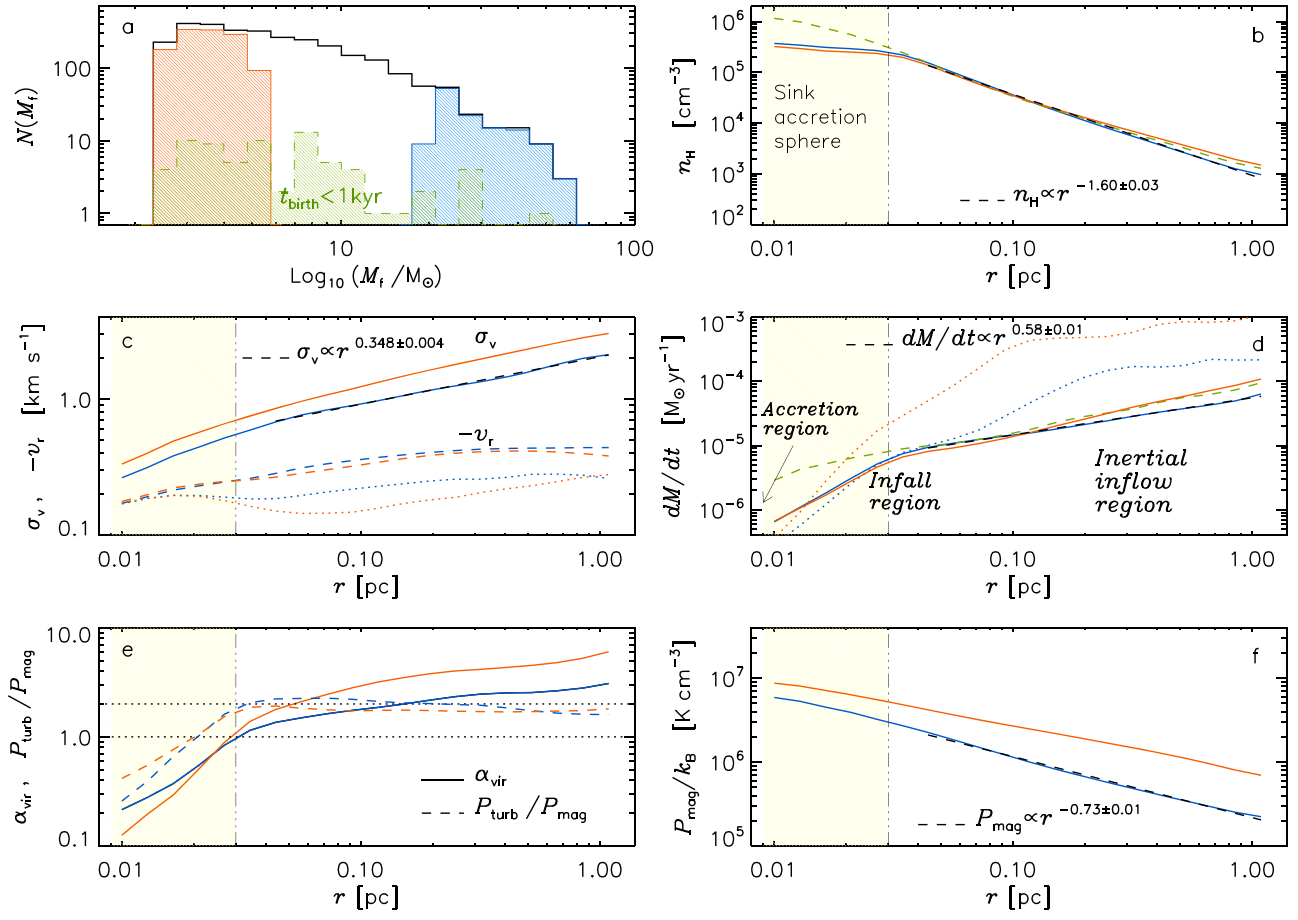 a
N(M_f)
100
10
1
t_birth<1kyr
10
100
Log_10 (M_f /M_⊙)
b
n_H [cm^-3]
10^6
10^5
10^4
10^3
10^2
Sink
accretion
sphere
n_H∝r^-1.60±0.03
0.01
0.10
1.00
r [pc]
c
σ_v , -v_r [km s^-1]
1.0
0.1
σ_v∝r^0.348±0.004
σ_v
-v_r
0.01
0.10
1.00
r [pc]
d
dM/dt [M_⊙yr^-1]
10^-3
10^-4
10^-5
10^-6
dM/dt∝r^0.58±0.01
Accretion
region
Infall
region
Inertial
inflow
region
0.01
0.10
1.00
r [pc]
e
α_vir , P_turb /P_mag
10.0
1.0
0.1
α_vir
P_turb /P_mag
0.01
0.10
1.00
r [pc]
f
P_mag/k_B [K cm^-3]
10^7
10^6
10^5
P_mag∝r^-0.73±0.01
0.01
0.10
1.00
r [pc]